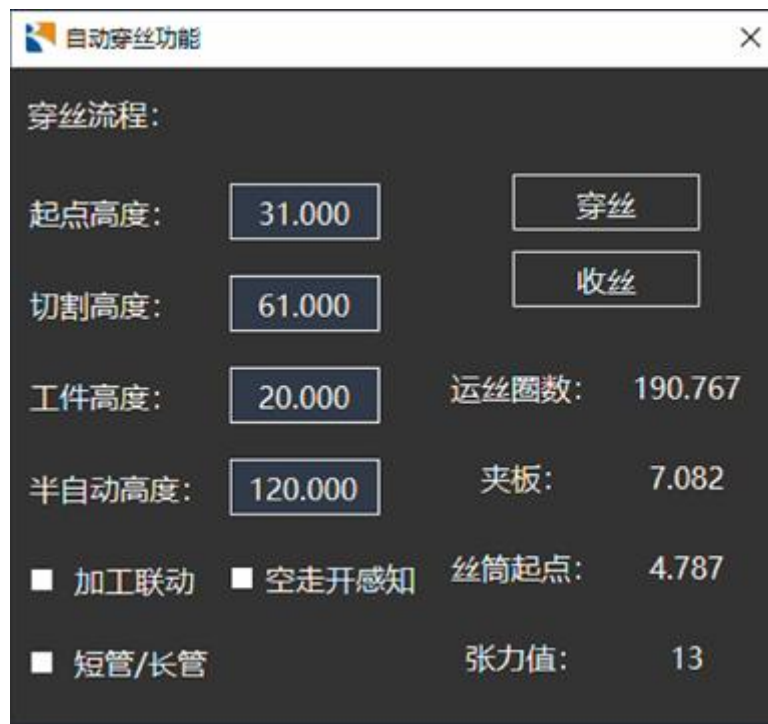 自动穿丝功能
穿丝流程：
起点高度： 31.000 穿丝
收丝
切割高度： 61.000
工件高度： 20.000 运丝圈数： 190.767
半自动高度： 120.000 夹板： 7.082
加工联动 空走开感知 丝筒起点： 4.787
短管/长管 张力值： 13